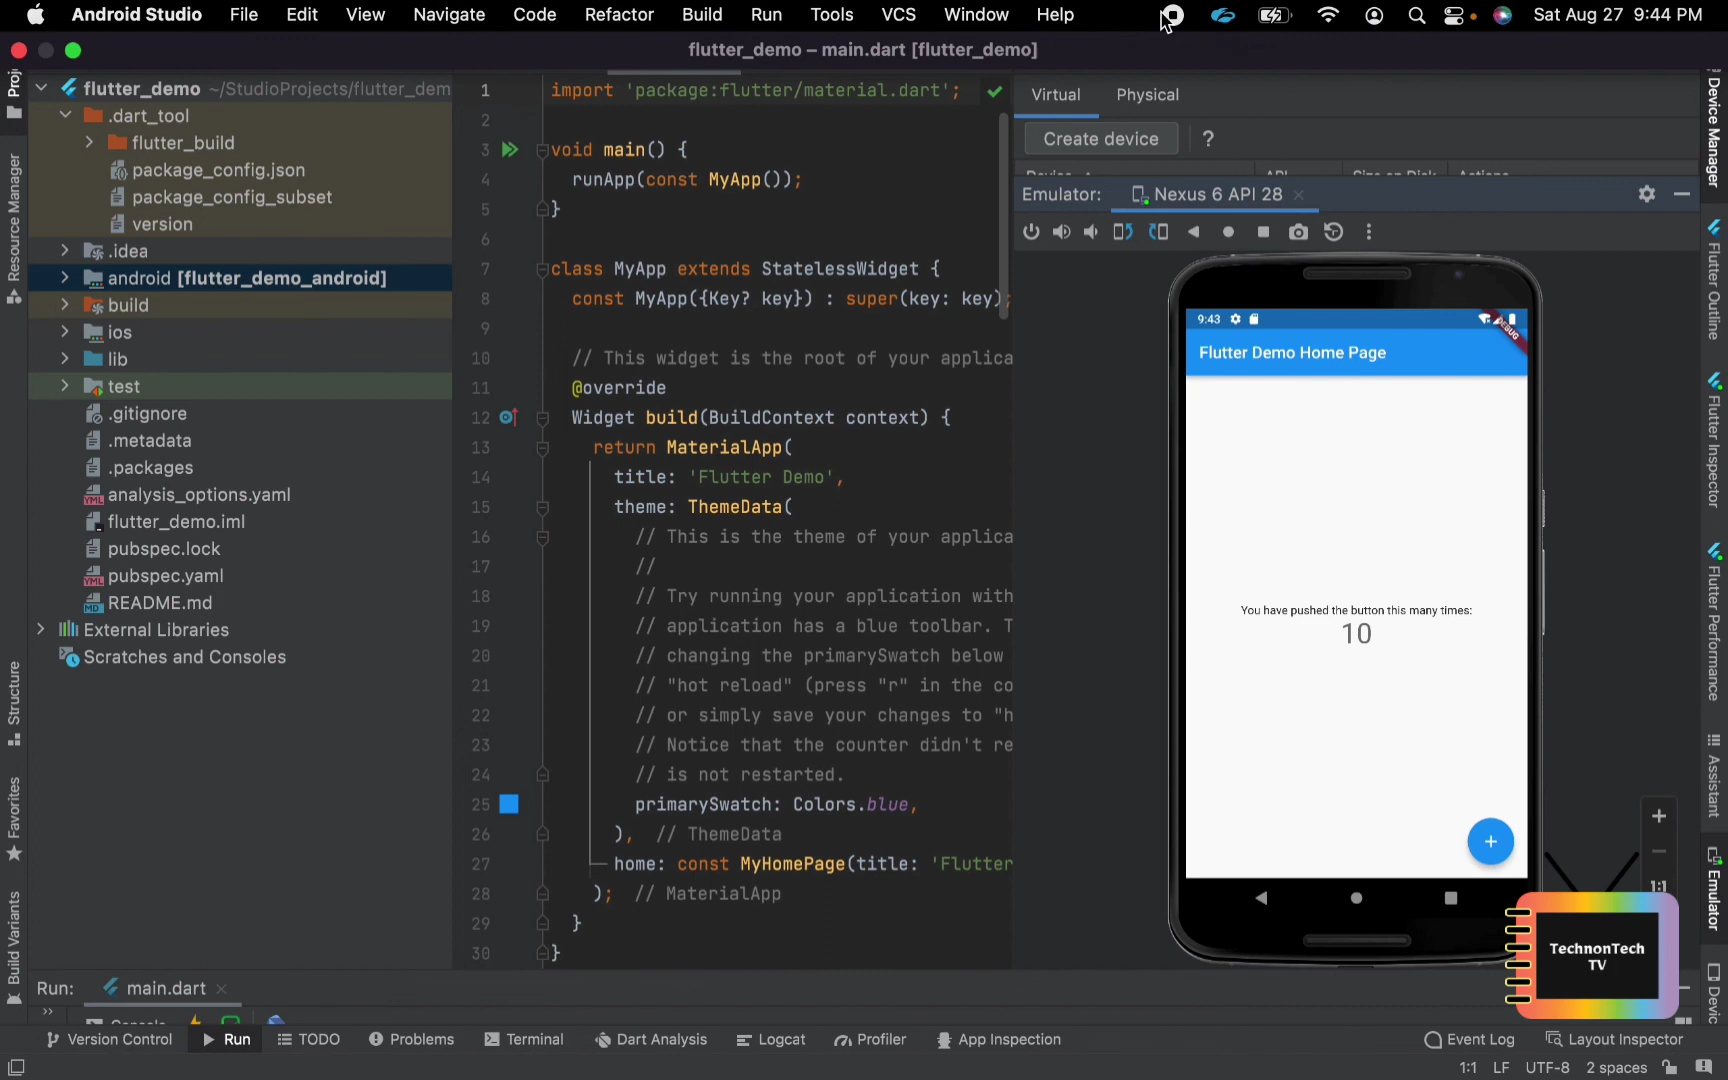 Android Studio File Edit View Navigate Code Refactor Build Run Tools VCS Window Help Sat Aug 27 9:44 PM
flutter_demo – main.dart [flutter_demo]
Resource Manager
Structure
Favorites
Build Variants
flutter_demo ~/StudioProjects/flutter_dem
.dart_tool
flutter_build
package_config.json
package_config_subset
version
.idea
android [flutter_demo_android]
build
ios
lib
test
.gitignore
.metadata
.packages
analysis_options.yaml
flutter_demo.iml
pubspec.lock
pubspec.yaml
README.md
External Libraries
Scratches and Consoles
1 import 'package:flutter/material.dart';
2
3 void main() {
4 runApp(const MyApp());
5 }
6
7 class MyApp extends StatelessWidget {
8 const MyApp({Key? key}) : super(key: key);
9
10 // This widget is the root of your applica
11 @override
12 Widget build(BuildContext context) {
13 return MaterialApp(
14 title: 'Flutter Demo',
15 theme: ThemeData(
16 // This is the theme of your applica
17 //
18 // Try running your application with
19 // application has a blue toolbar. T
20 // changing the primarySwatch below
21 // "hot reload" (press "r" in the co
22 // or simply save your changes to "h
23 // Notice that the counter didn't re
24 // is not restarted.
25 primarySwatch: Colors.blue,
26 ), // ThemeData
27 home: const MyHomePage(title: 'Flutter
28 ); // MaterialApp
29 }
30 }
Virtual Physical
Create device ?
Emulator: Nexus 6 API 28
9:43
DEBUG
Flutter Demo Home Page
You have pushed the button this many times:
10
+
1:1
TechnonTech
TV
Device Manager
Flutter Outline
Flutter Inspector
Flutter Performance
Assistant
Emulator
Run: main.dart
Version Control Run TODO Problems Terminal Dart Analysis Logcat Profiler App Inspection Event Log Layout Inspector
1:1 LF UTF-8 2 spaces